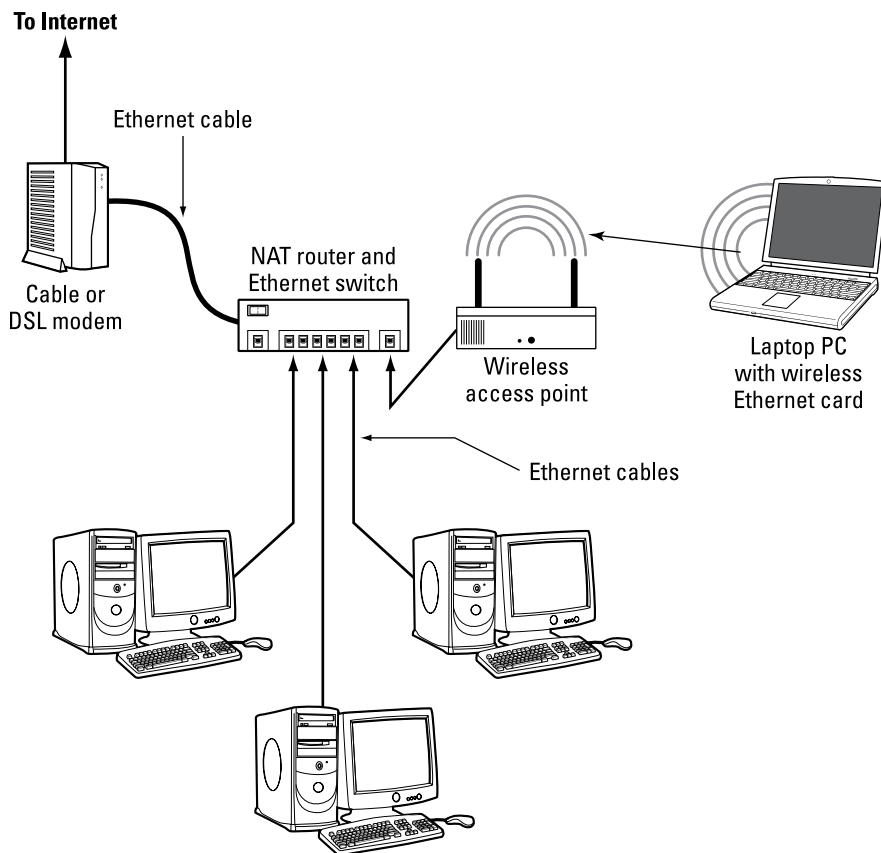 To Internet
Ethernet cable
NAT router and
Ethernet switch
Cable or
DSL modem
Wireless
access point
Laptop PC
with wireless
Ethernet card
Ethernet cables